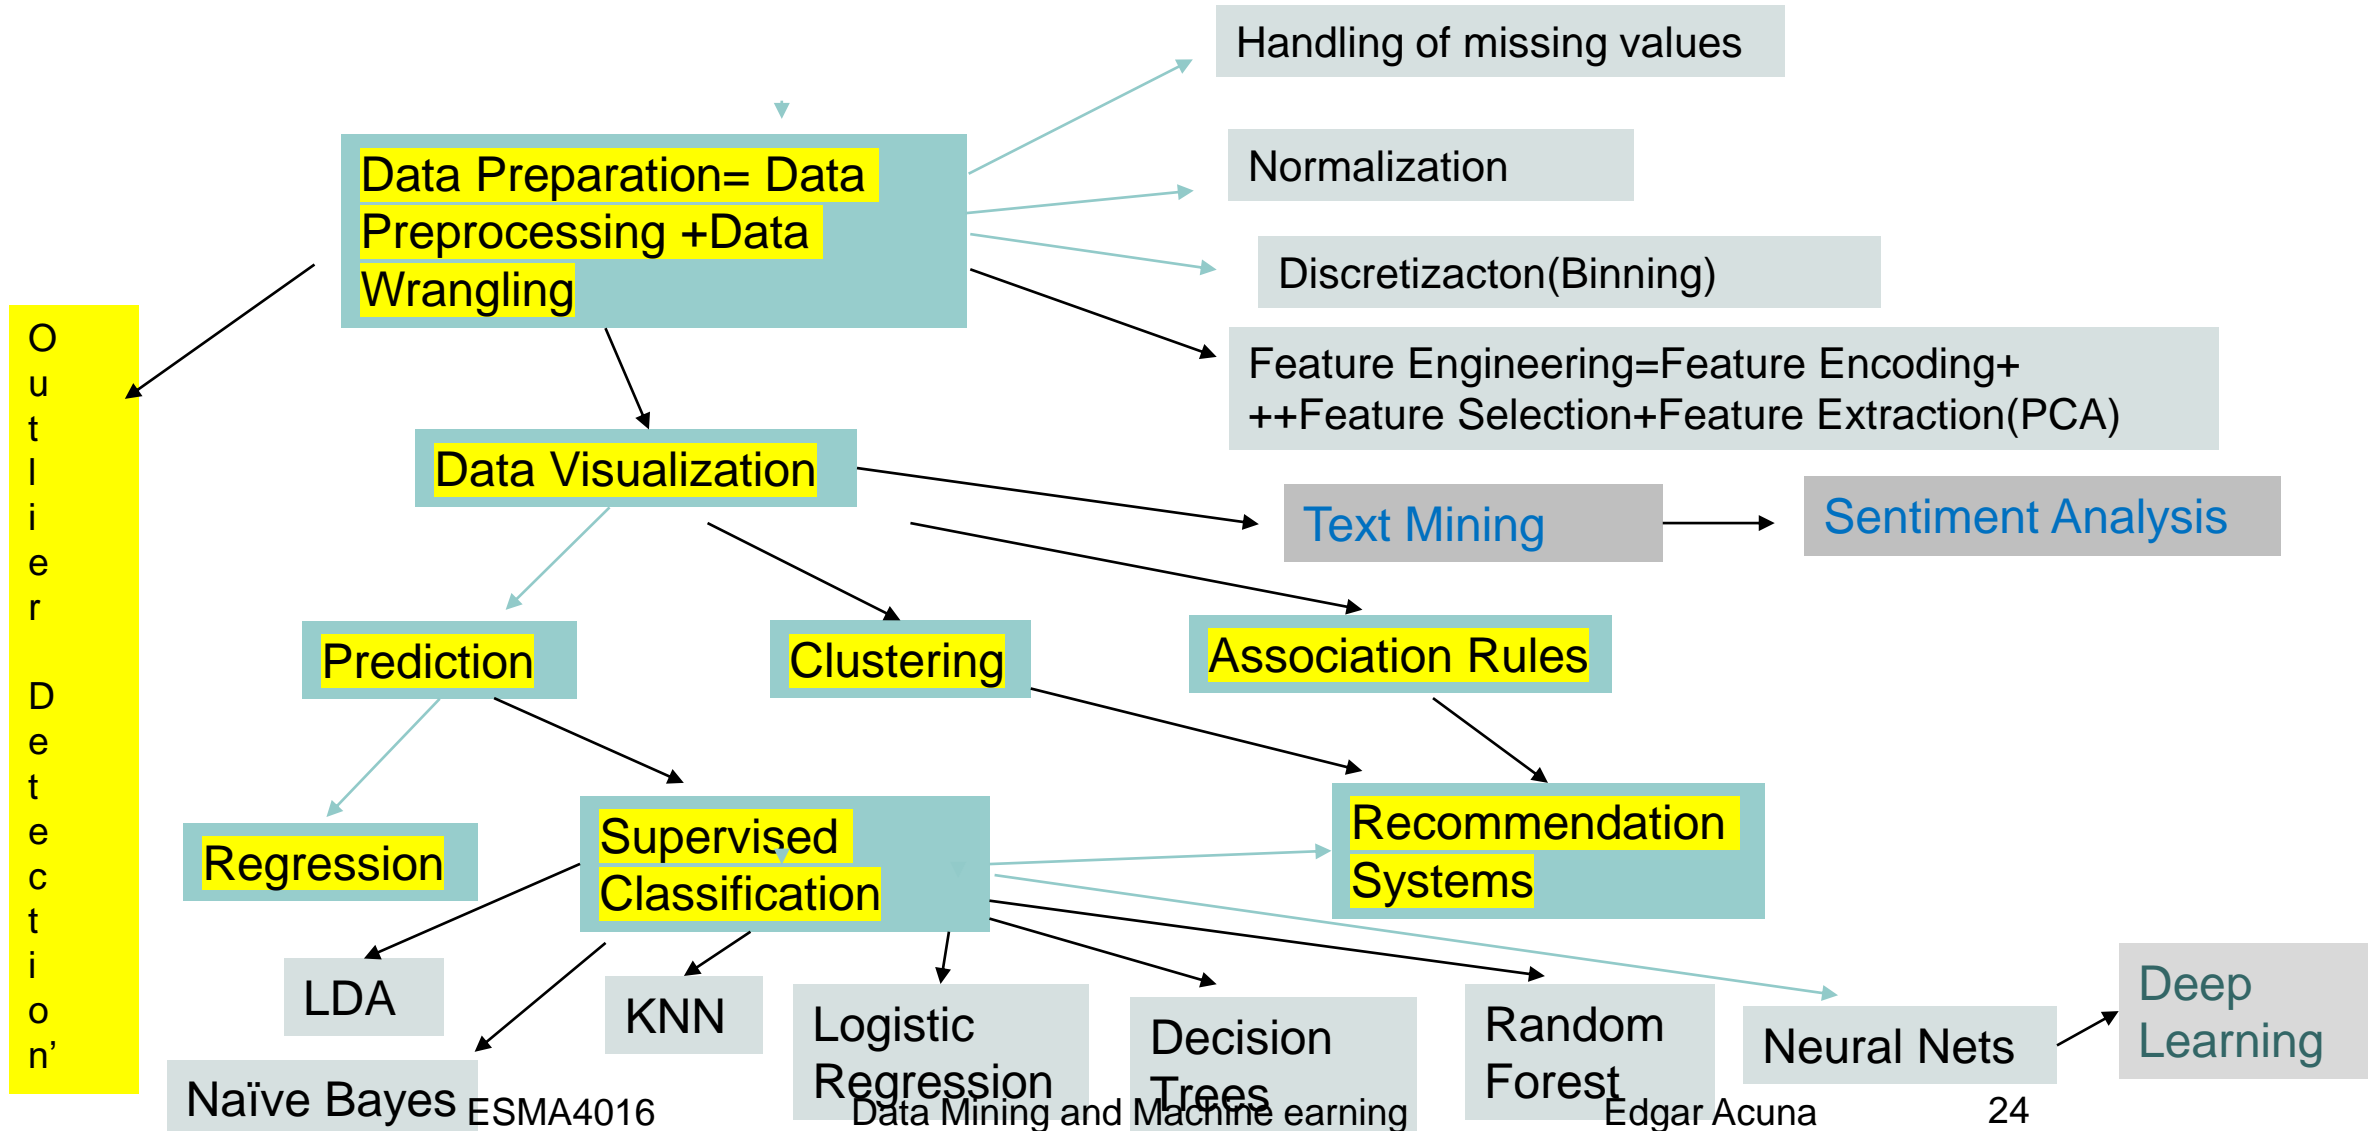 Handling of missing values
Normalization
Data Preparation= Data
Preprocessing +Data
Wrangling
Discretizacton(Binning)
Feature Engineering=Feature Encoding+
++Feature Selection+Feature Extraction(PCA)
Outlier Detection’
Data Visualization
Text Mining
Sentiment Analysis
Prediction
Clustering
Association Rules
Regression
Supervised
Classification
Recommendation
Systems
LDA
KNN
Logistic
Regression
Decision
Trees
Random
Forest
Neural Nets
Deep
Learning
Naïve Bayes
ESMA4016
Data Mining and Machine earning
Edgar Acuna
24